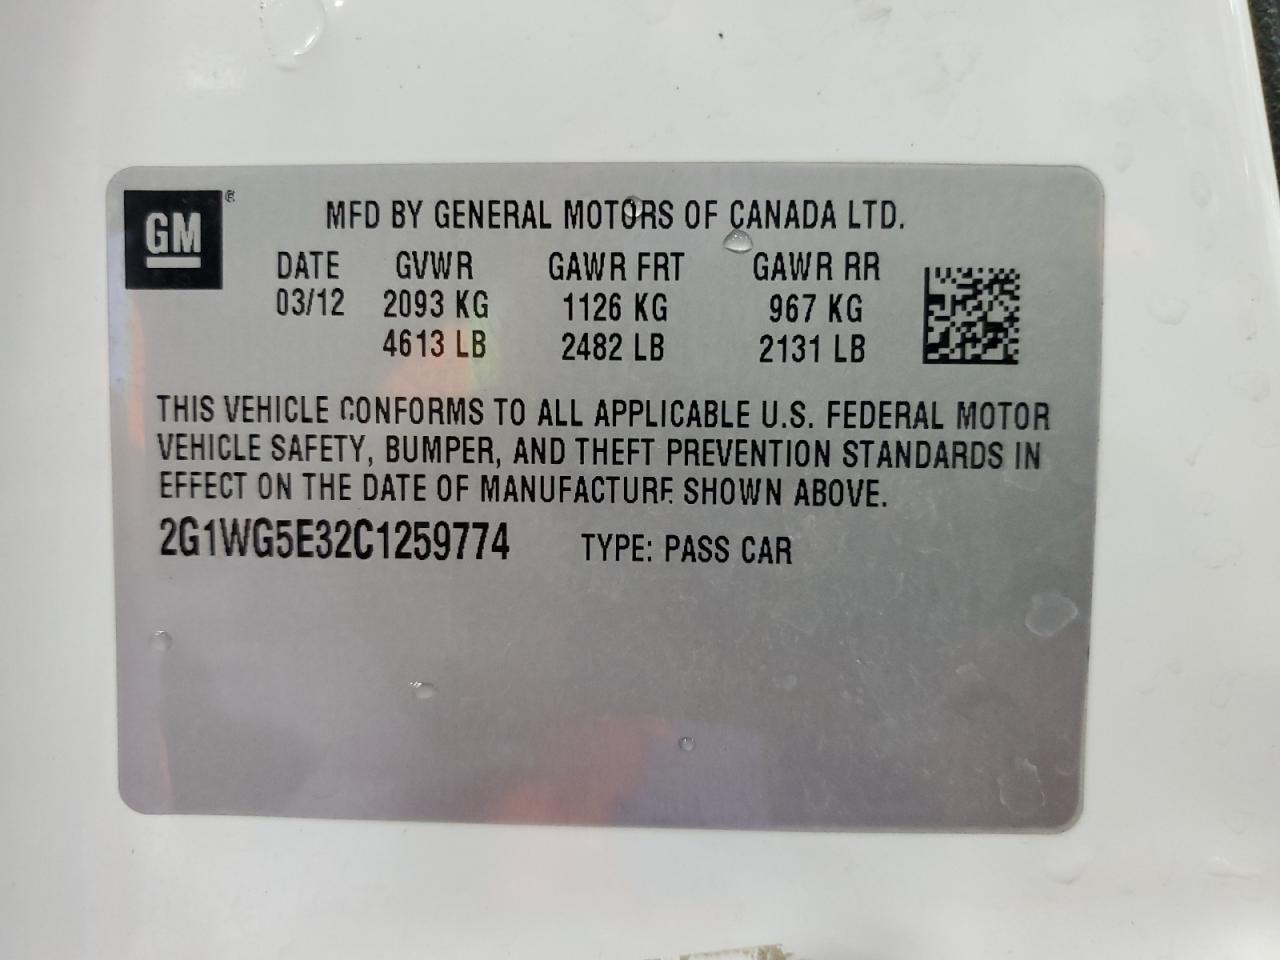 GM®
MFD BY GENERAL MOTORS OF CANADA LTD.
DATE GVWR GAWR FRT GAWR RR
03/12 2093 KG 1126 KG 967 KG
4613 LB 2482 LB 2131 LB
THIS VEHICLE CONFORMS TO ALL APPLICABLE U.S. FEDERAL MOTOR
VEHICLE SAFETY, BUMPER, AND THEFT PREVENTION STANDARDS IN
EFFECT ON THE DATE OF MANUFACTURE SHOWN ABOVE.
2G1WG5E32C1259774 TYPE: PASS CAR